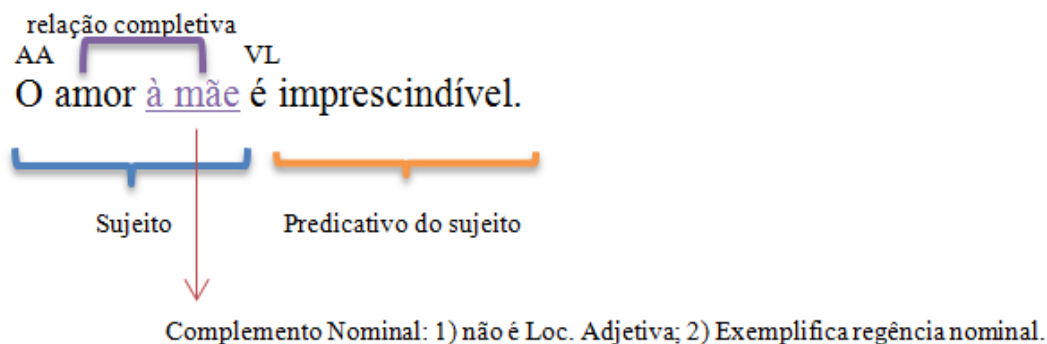 relação completiva
AA VL
O amor à mãe é imprescindível.
Sujeito Predicativo do sujeito
Complemento Nominal: 1) não é Loc. Adjetiva; 2) Exemplifica regência nominal.